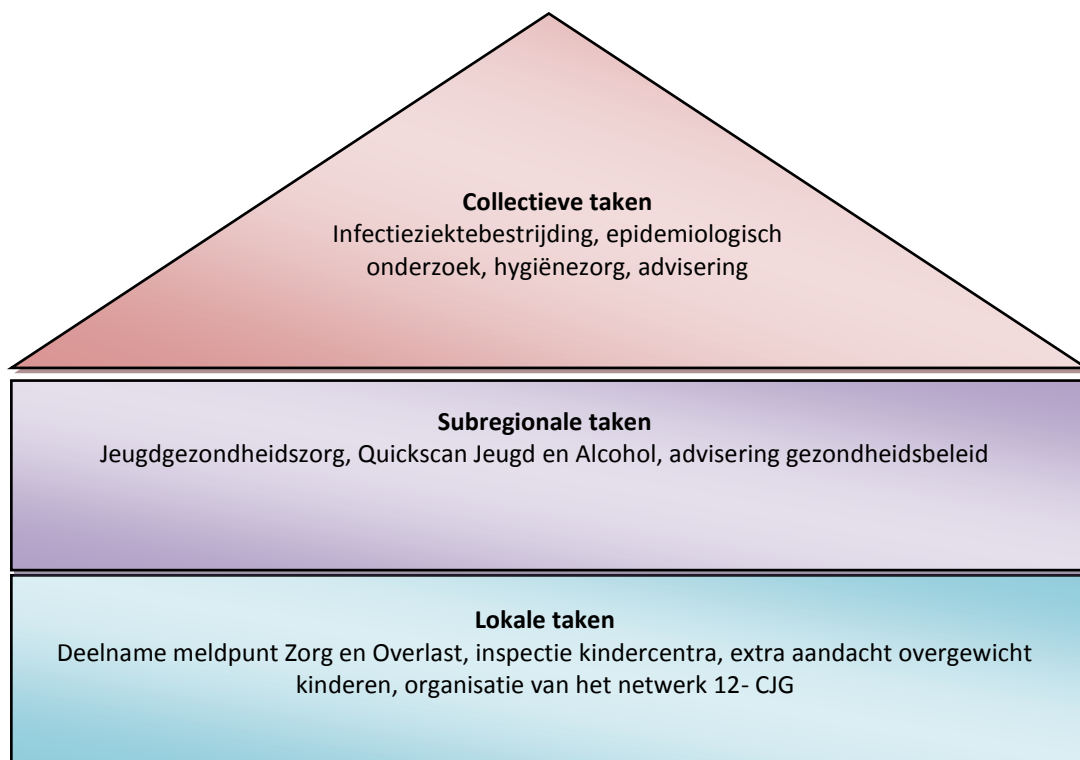 Collectieve taken
Infectieziektebestrijding, epidemiologisch
onderzoek, hygiënezorg, advisering
Subregionale taken
Jeugdgezondheidszorg, Quickscan Jeugd en Alcohol, advisering gezondheidsbeleid
Lokale taken
Deelname meldpunt Zorg en Overlast, inspectie kindercentra, extra aandacht overgewicht
kinderen, organisatie van het netwerk 12- CJG